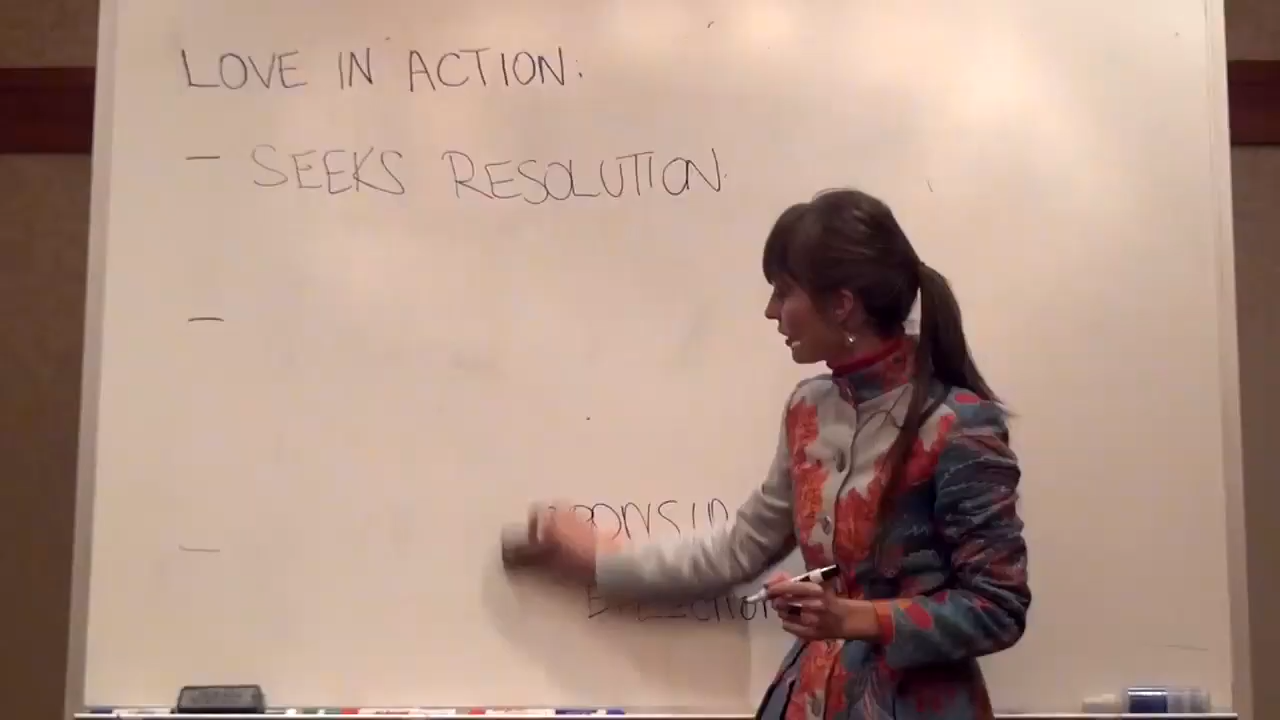 LOVE IN ACTION:
- SEEKS RESOLUTION.
-
-